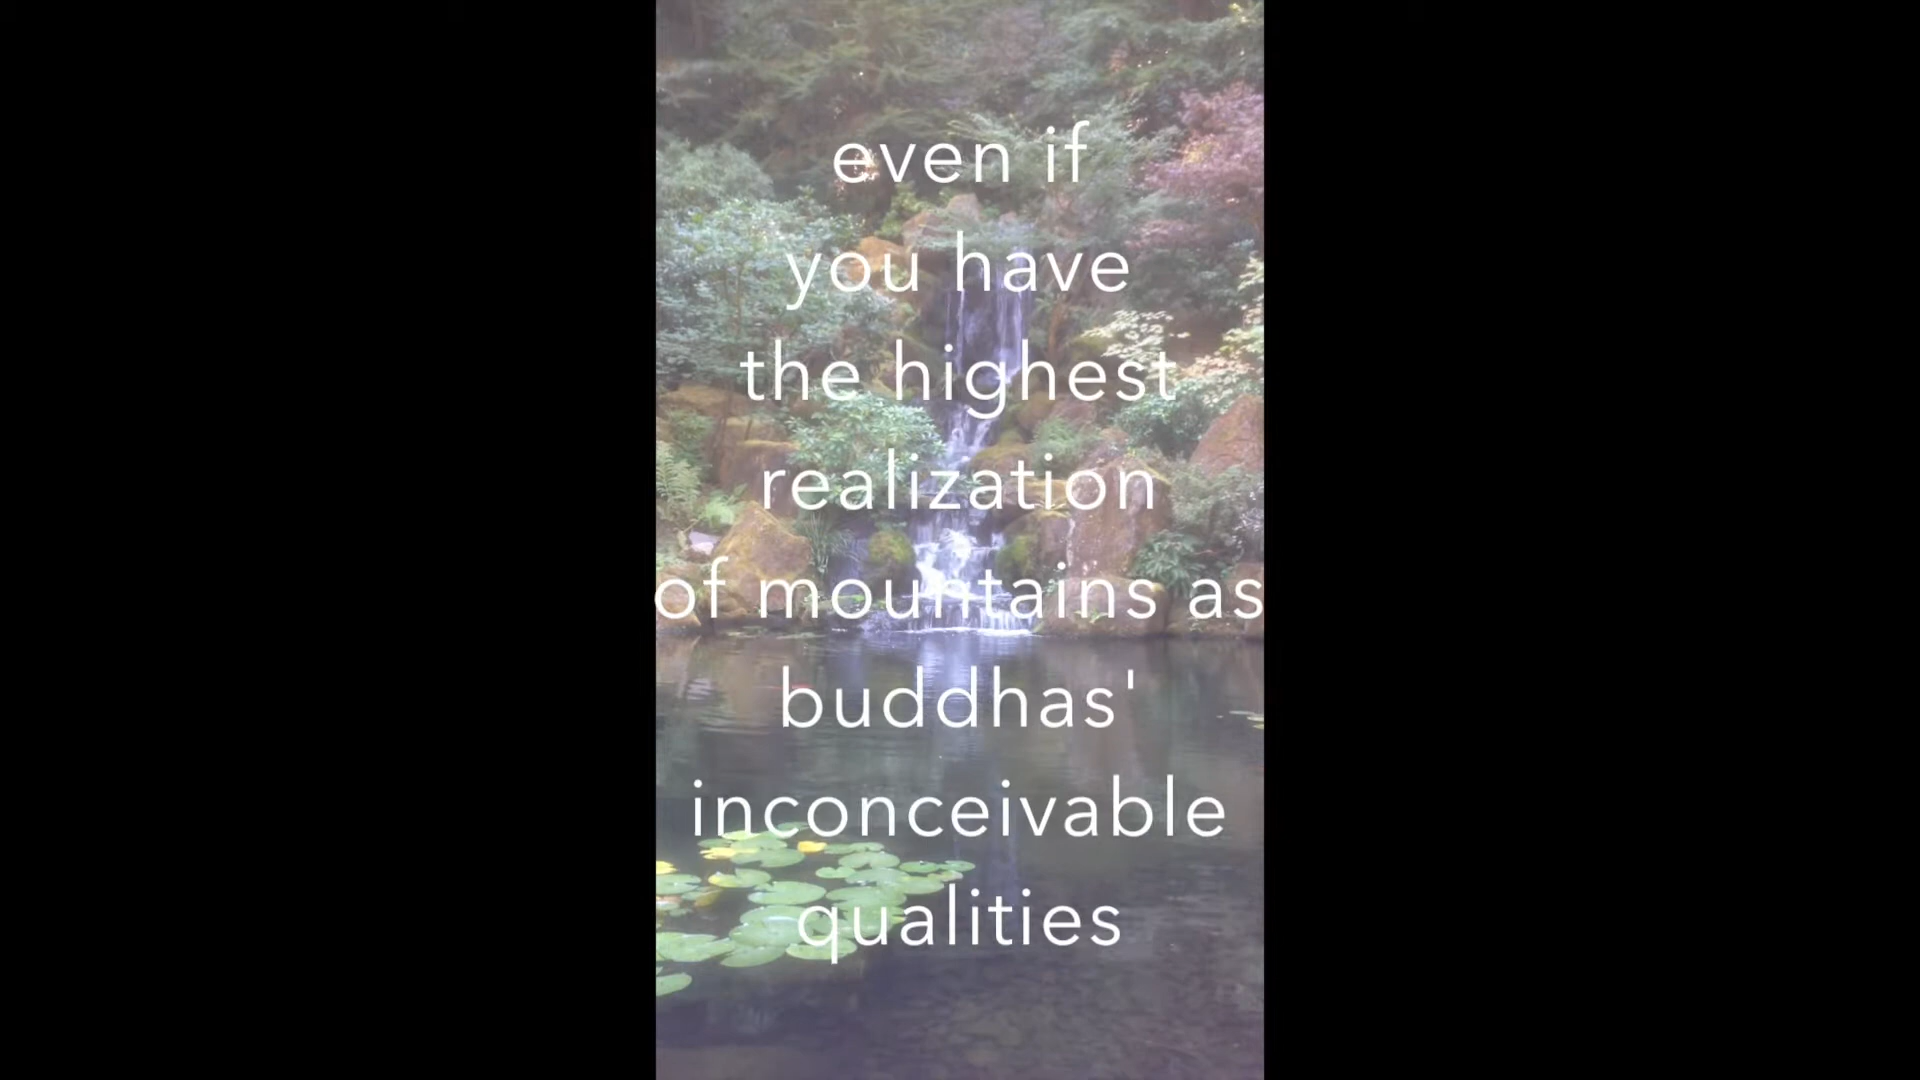 even if
you have
the highest
realization
of mountains as
buddhas'
inconceivable
qualities